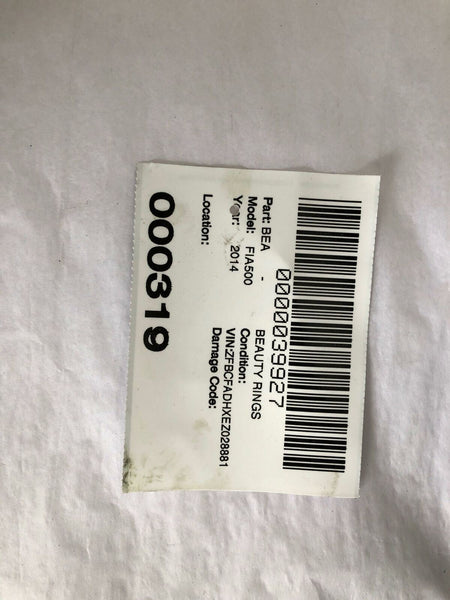 0000039927
Part: BEA - BEAUTY RINGS
Model: FIA500 Condition:
Year: 2014 VIN:ZFBCFADHXEZ028881
Damage Code:
Location:
000319